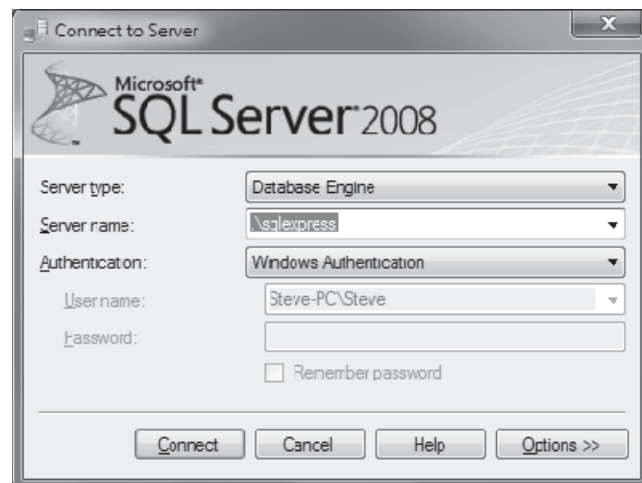 Connect to Server
Microsoft®
SQL Server® 2008
Server type: Database Engine
Server name: .\sqlexpress
Authentication: Windows Authentication
User name: Steve-PC\Steve
Password:
Remember password
Connect Cancel Help Options >>